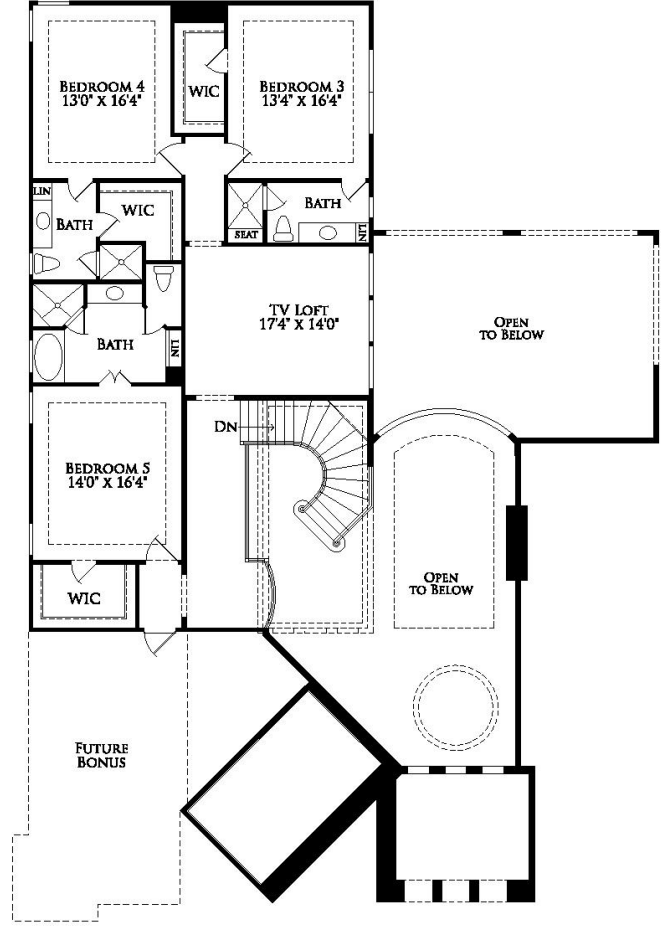 BEDROOM 4
13'0" X 16'4"
WIC
BEDROOM 3
13'4" X 16'4"
LIN
BATH
WIC
SEAT
BATH
LIN
TV LOFT
17'4" X 14'0"
OPEN
TO BELOW
BATH
LIN
DN
BEDROOM 5
14'0" X 16'4"
WIC
OPEN
TO BELOW
FUTURE
BONUS